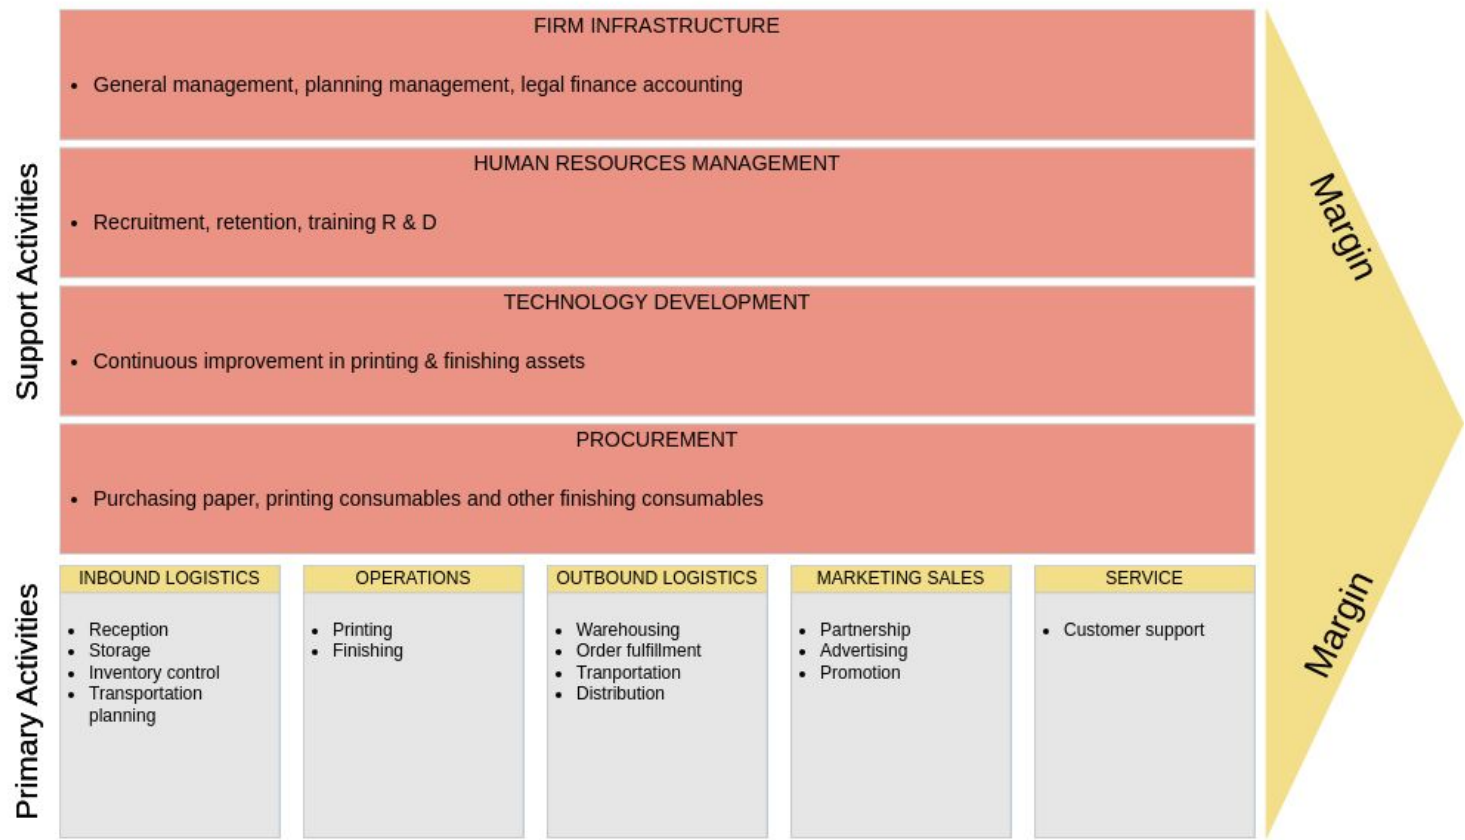 Support Activities
FIRM INFRASTRUCTURE
• General management, planning management, legal finance accounting
HUMAN RESOURCES MANAGEMENT
• Recruitment, retention, training R & D
TECHNOLOGY DEVELOPMENT
• Continuous improvement in printing & finishing assets
PROCUREMENT
• Purchasing paper, printing consumables and other finishing consumables
Primary Activities
INBOUND LOGISTICS
• Reception
• Storage
• Inventory control
• Transportation
planning
OPERATIONS
• Printing
• Finishing
OUTBOUND LOGISTICS
• Warehousing
• Order fulfillment
• Tranportation
• Distribution
MARKETING SALES
• Partnership
• Advertising
• Promotion
SERVICE
• Customer support
Margin
Margin